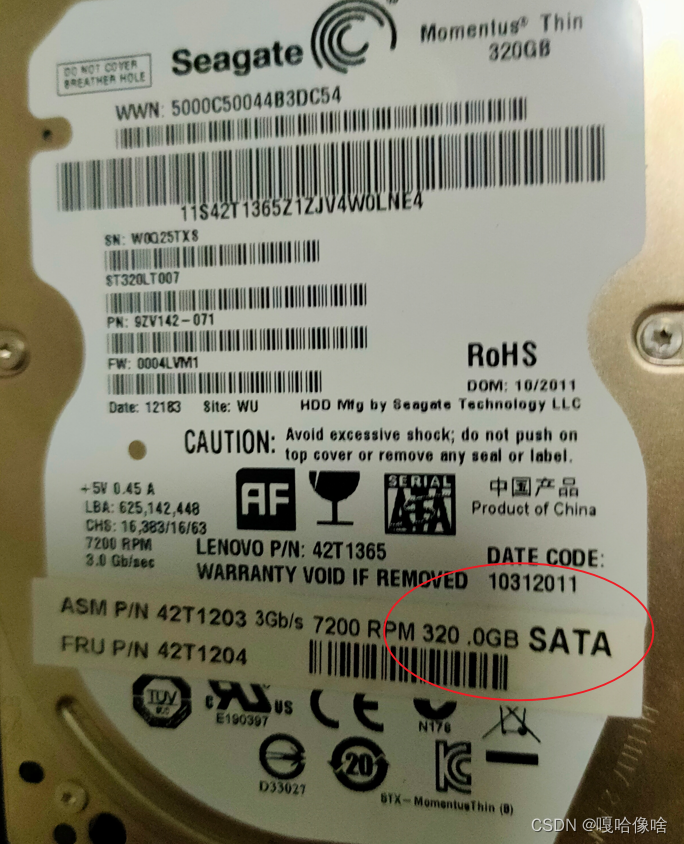 Seagate
Momentus® Thin
320GB
DO NOT COVER
BREATHER HOLE
WWN: 5000C50044B3DC54
11S42T1365Z1ZJV4W0LNE4
SN: W0Q25TX8
ST320LT007
PN: 9ZV142-071
FW: 0004LVM1
RoHS
DOM: 10/2011
Date: 12183 Site: WU HDD Mfg by Seagate Technology LLC
CAUTION: Avoid excessive shock; do not push on
top cover or remove any seal or label.
+5V 0.45 A
LBA: 625,142,448
CHS: 16,383/16/63
7200 RPM
3.0 Gb/sec
AF
SERIAL
ATA
中国产品
Product of China
LENOVO P/N: 42T1365
WARRANTY VOID IF REMOVED
DATE CODE:
10312011
ASM P/N 42T1203 3Gb/s 7200 RPM 320 .0GB SATA
FRU P/N 42T1204
TUV
c UL US
E190397
CE
N176
D33027
20
STX-MomentusThin (B)
CSDN @嘎哈像啥